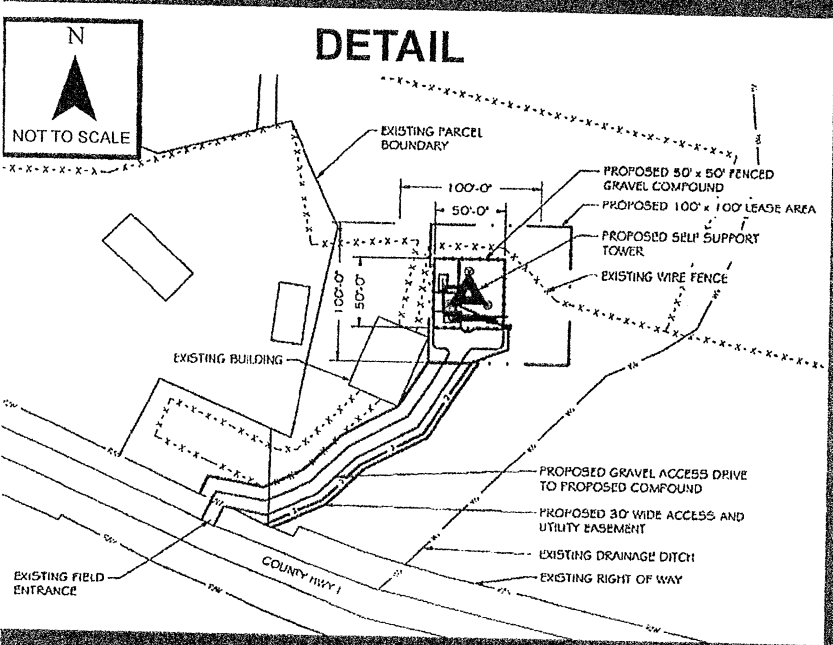 DETAIL
N
NOT TO SCALE
EXISTING PARCEL
BOUNDARY
100'-0"
50'-0"
PROPOSED 50' x 50' FENCED
GRAVEL COMPOUND
PROPOSED 100' x 100' LEASE AREA
PROPOSED SELF SUPPORT
TOWER
EXISTING WIRE FENCE
100'-0"
50'-0"
EXISTING BUILDING
PROPOSED GRAVEL ACCESS DRIVE
TO PROPOSED COMPOUND
PROPOSED 30' WIDE ACCESS AND
UTILITY EASEMENT
EXISTING DRAINAGE DITCH
EXISTING RIGHT OF WAY
EXISTING FIELD
ENTRANCE
COUNTY HWY I